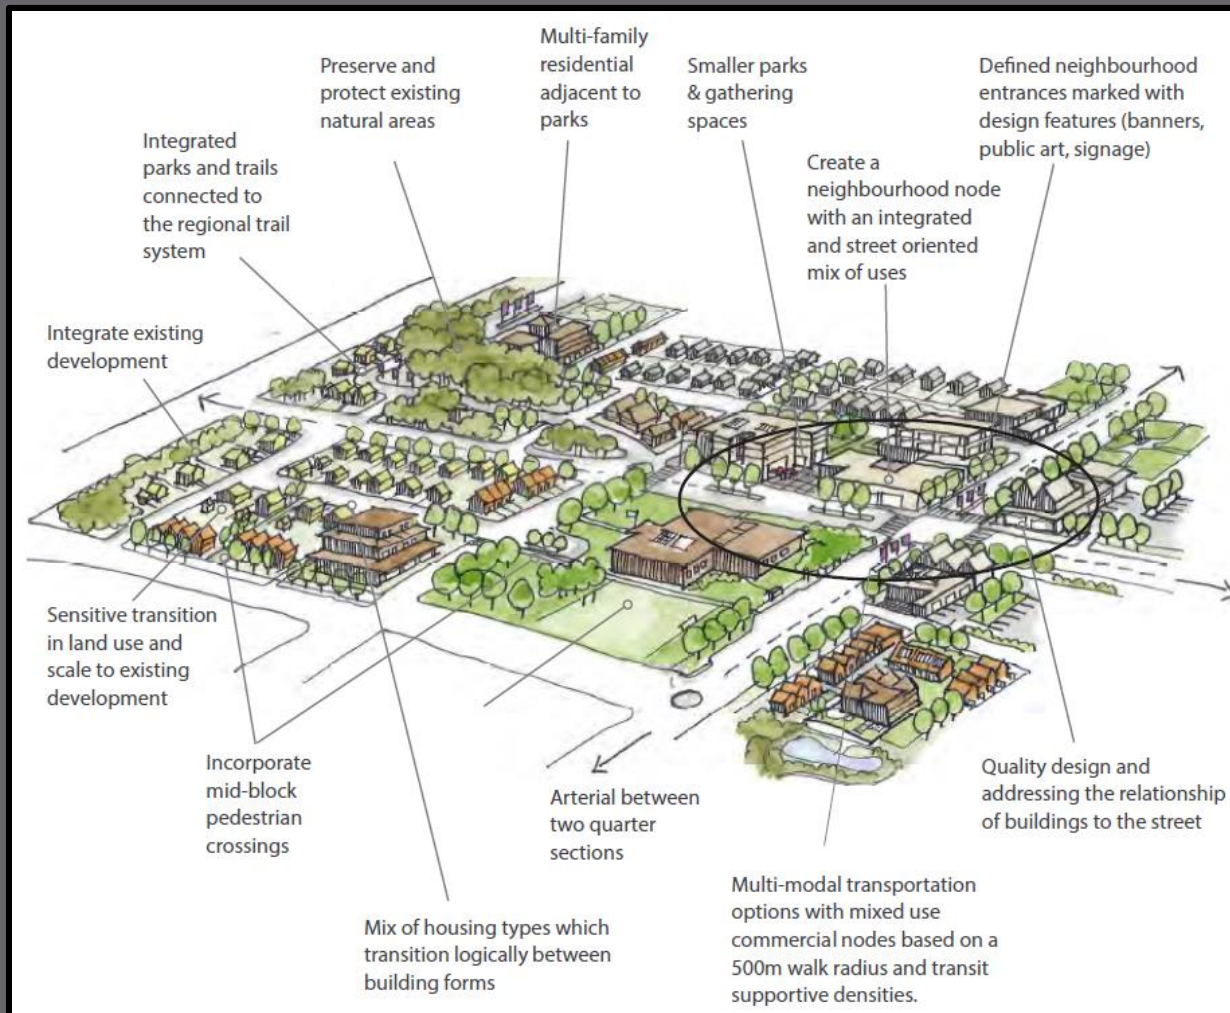 Multi-family
residential
adjacent to
parks
Preserve and
protect existing
natural areas
Smaller parks
& gathering
spaces
Defined neighbourhood
entrances marked with
design features (banners,
public art, signage)
Integrated
parks and trails
connected to
the regional trail
system
Create a
neighbourhood node
with an integrated
and street oriented
mix of uses
Integrate existing
development
Sensitive transition
in land use and
scale to existing
development
Incorporate
mid-block
pedestrian
crossings
Arterial between
two quarter
sections
Quality design and
addressing the relationship
of buildings to the street
Mix of housing types which
transition logically between
building forms
Multi-modal transportation
options with mixed use
commercial nodes based on a
500m walk radius and transit
supportive densities.